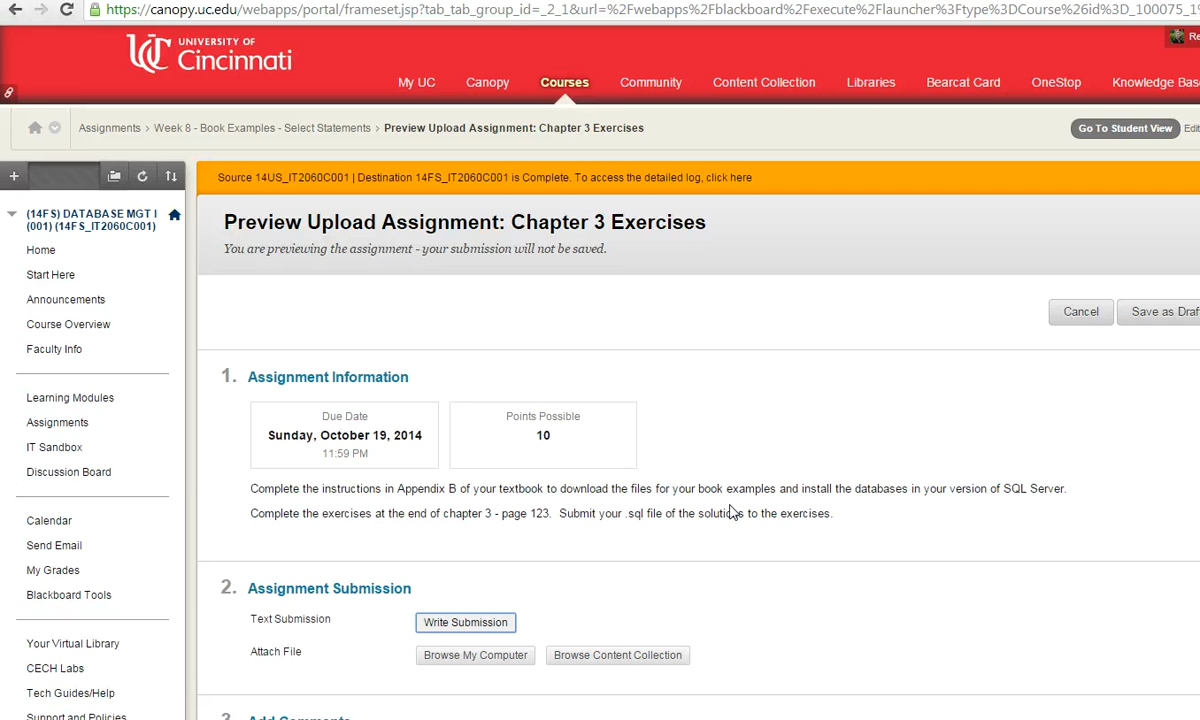 https://canopy.uc.edu/webapps/portal/frameset.jsp?tab_tab_group_id=_2_1&url=%2Fwebapps%2Fblackboard%2Fexecute%2Flauncher%3Ftype%3DCourse%26id%3D_100075_1%
UNIVERSITY OF
Cincinnati
Re
My UC Canopy Courses Community Content Collection Libraries Bearcat Card OneStop Knowledge Base
Assignments > Week 8 - Book Examples - Select Statements > Preview Upload Assignment: Chapter 3 Exercises
Go To Student View Edit
Source 14US_IT2060C001 | Destination 14FS_IT2060C001 is Complete. To access the detailed log, click here
(14FS) DATABASE MGT I
(001) (14FS_IT2060C001)
Home
Start Here
Announcements
Course Overview
Faculty Info
Learning Modules
Assignments
IT Sandbox
Discussion Board
Calendar
Send Email
My Grades
Blackboard Tools
Your Virtual Library
CECH Labs
Tech Guides/Help
Support and Policies
Preview Upload Assignment: Chapter 3 Exercises
You are previewing the assignment - your submission will not be saved.
Cancel Save as Draf
1. Assignment Information
Due Date
Sunday, October 19, 2014
11:59 PM
Points Possible
10
Complete the instructions in Appendix B of your textbook to download the files for your book examples and install the databases in your version of SQL Server.
Complete the exercises at the end of chapter 3 - page 123. Submit your .sql file of the solutions to the exercises.
2. Assignment Submission
Text Submission Write Submission
Attach File Browse My Computer Browse Content Collection
3. Add Comments